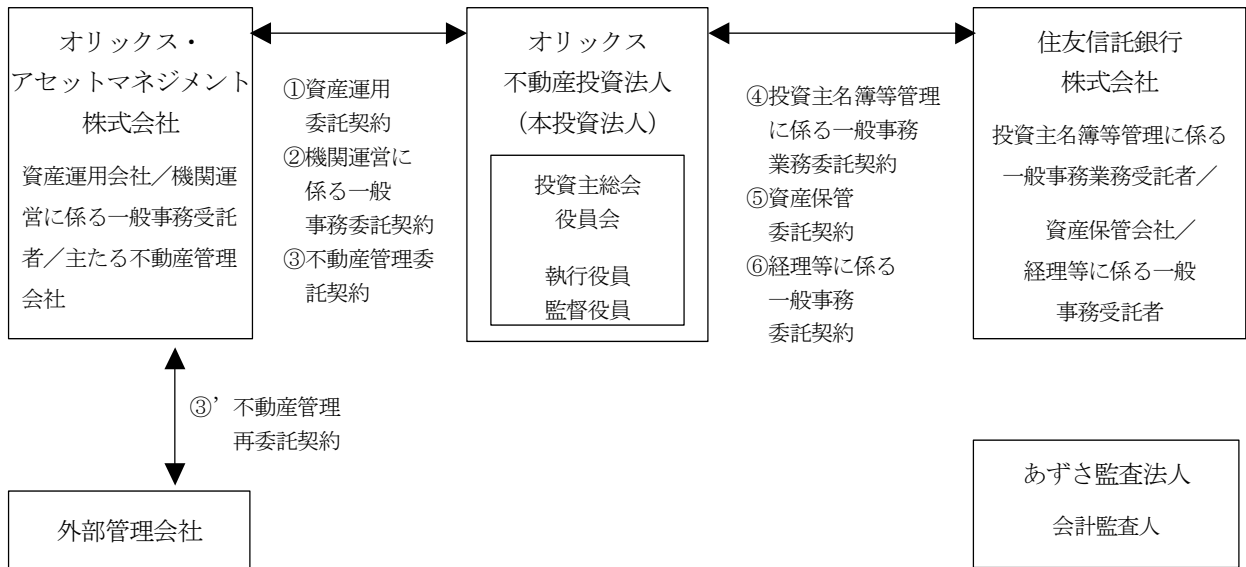 オリックス・
アセットマネジメント
株式会社
資産運用会社／機関運
営に係る一般事務受託
者／主たる不動産管理
会社
①資産運用
委託契約
②機関運営に
係る一般
事務委託契約
③不動産管理委
託契約
オリックス
不動産投資法人
（本投資法人）
投資主総会
役員会
執行役員
監督役員
④投資主名簿等管理
に係る一般事務
業務委託契約
⑤資産保管
委託契約
⑥経理等に係る
一般事務
委託契約
住友信託銀行
株式会社
投資主名簿等管理に係る
一般事務業務受託者／
資産保管会社／
経理等に係る一般
事務受託者
③’不動産管理
再委託契約
外部管理会社
あずさ監査法人
会計監査人